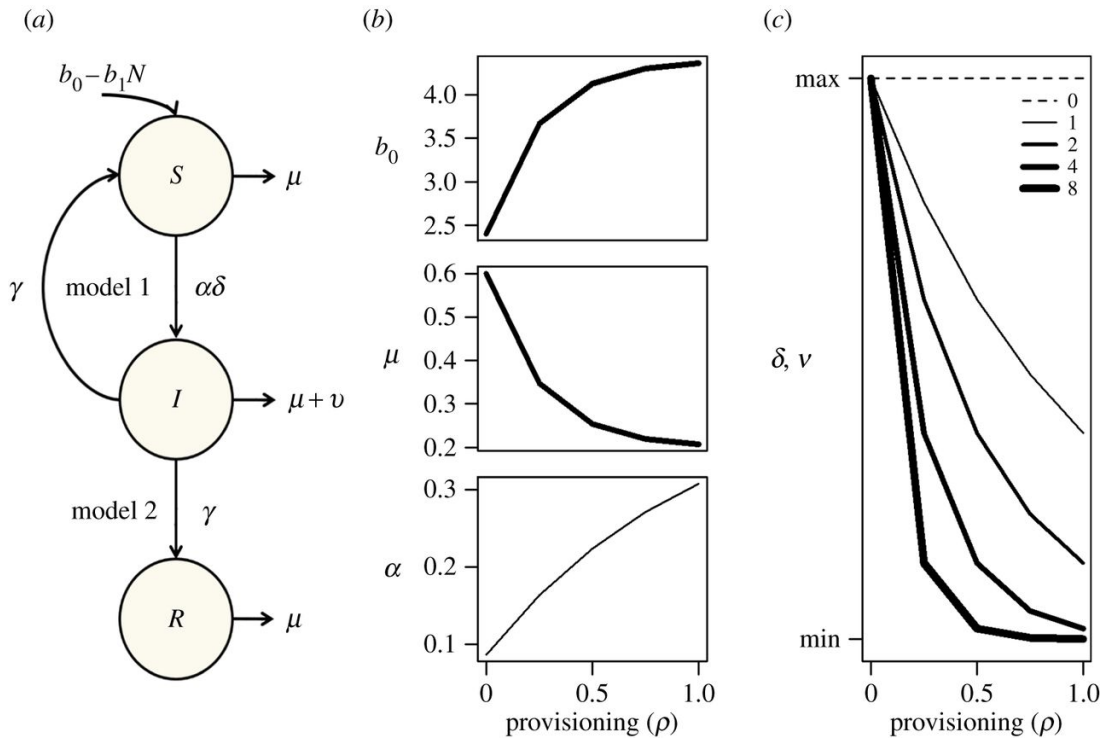 (a)
b₀ − b₁N
S
μ
γ
model 1
αδ
I
μ + υ
model 2
γ
R
μ
(b)
4.0
3.5
b₀
3.0
2.5
0.6
0.5
μ
0.4
0.3
0.2
0.3
α
0.2
0.1
0 0.5 1.0
provisioning (ρ)
(c)
max
0
1
2
4
8
δ, ν
min
0 0.5 1.0
provisioning (ρ)